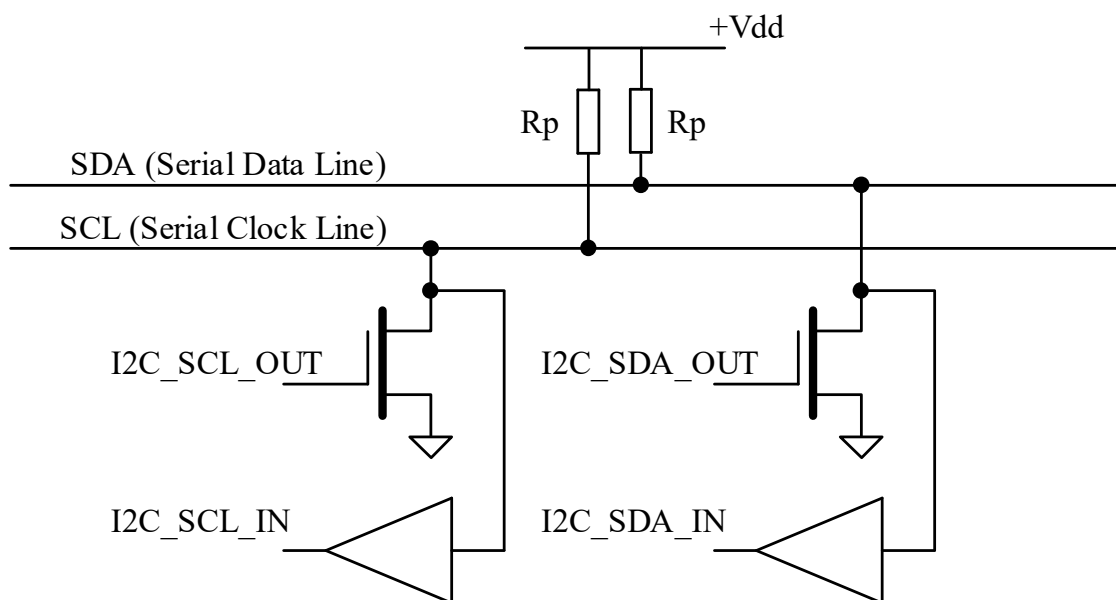 +Vdd
Rp
Rp
SDA (Serial Data Line)
SCL (Serial Clock Line)
I2C_SCL_OUT
I2C_SDA_OUT
I2C_SCL_IN
I2C_SDA_IN